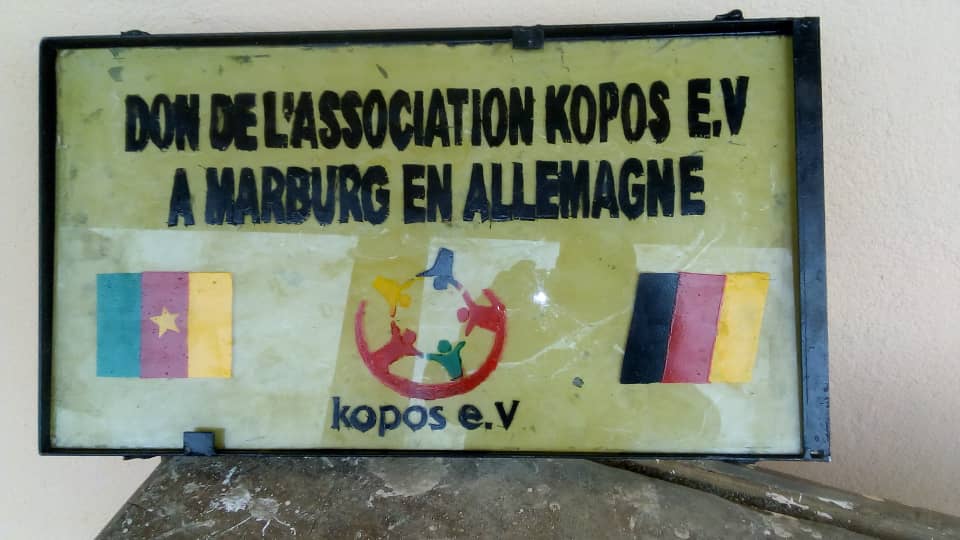 DON DE L'ASSOCIATION KOPOS E.V
A MARBURG EN ALLEMAGNE
kopos e.V